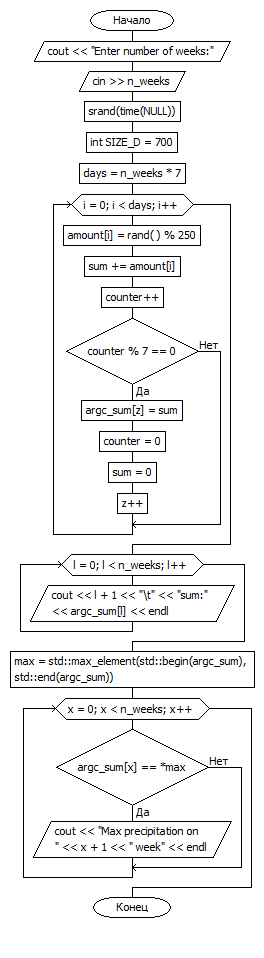 Начало
cout << "Enter number of weeks:"
cin >> n_weeks
srand(time(NULL))
int SIZE_D = 700
days = n_weeks * 7
i = 0; i < days; i++
amount[i] = rand( ) % 250
sum += amount[i]
counter++
counter % 7 == 0
Нет
Да
argc_sum[z] = sum
counter = 0
sum = 0
z++
l = 0; l < n_weeks; l++
cout << l + 1 << "\t" << "sum:"
<< argc_sum[l] << endl
max = std::max_element(std::begin(argc_sum),
std::end(argc_sum))
x = 0; x < n_weeks; x++
argc_sum[x] == *max
Нет
Да
cout << "Max precipitation on
" << x + 1 << " week" << endl
Конец